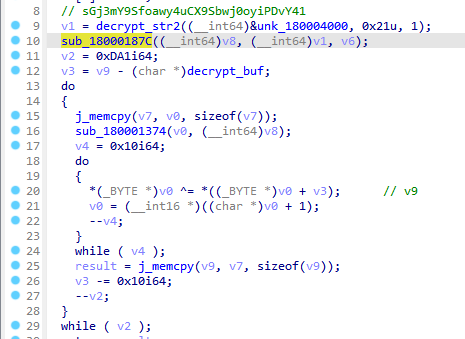 8 // sGj3mY9Sfoawy4uCX9Sbwj0oyiPDvY41
9 v1 = decrypt_str2((__int64)&unk_180004000, 0x21u, 1);
10 sub_18000187C((__int64)v8, (__int64)v1, v6);
11 v2 = 0xDA1i64;
12 v3 = v9 - (char *)decrypt_buf;
13 do
14 {
15 j_memcpy(v7, v0, sizeof(v7));
16 sub_180001374(v0, (__int64)v8);
17 v4 = 0x10i64;
18 do
19 {
20 *(_BYTE *)v0 ^= *((_BYTE *)v0 + v3); // v9
21 v0 = (__int16 *)((char *)v0 + 1);
22 --v4;
23 }
24 while ( v4 );
25 result = j_memcpy(v9, v7, sizeof(v9));
26 v3 -= 0x10i64;
27 --v2;
28 }
29 while ( v2 );